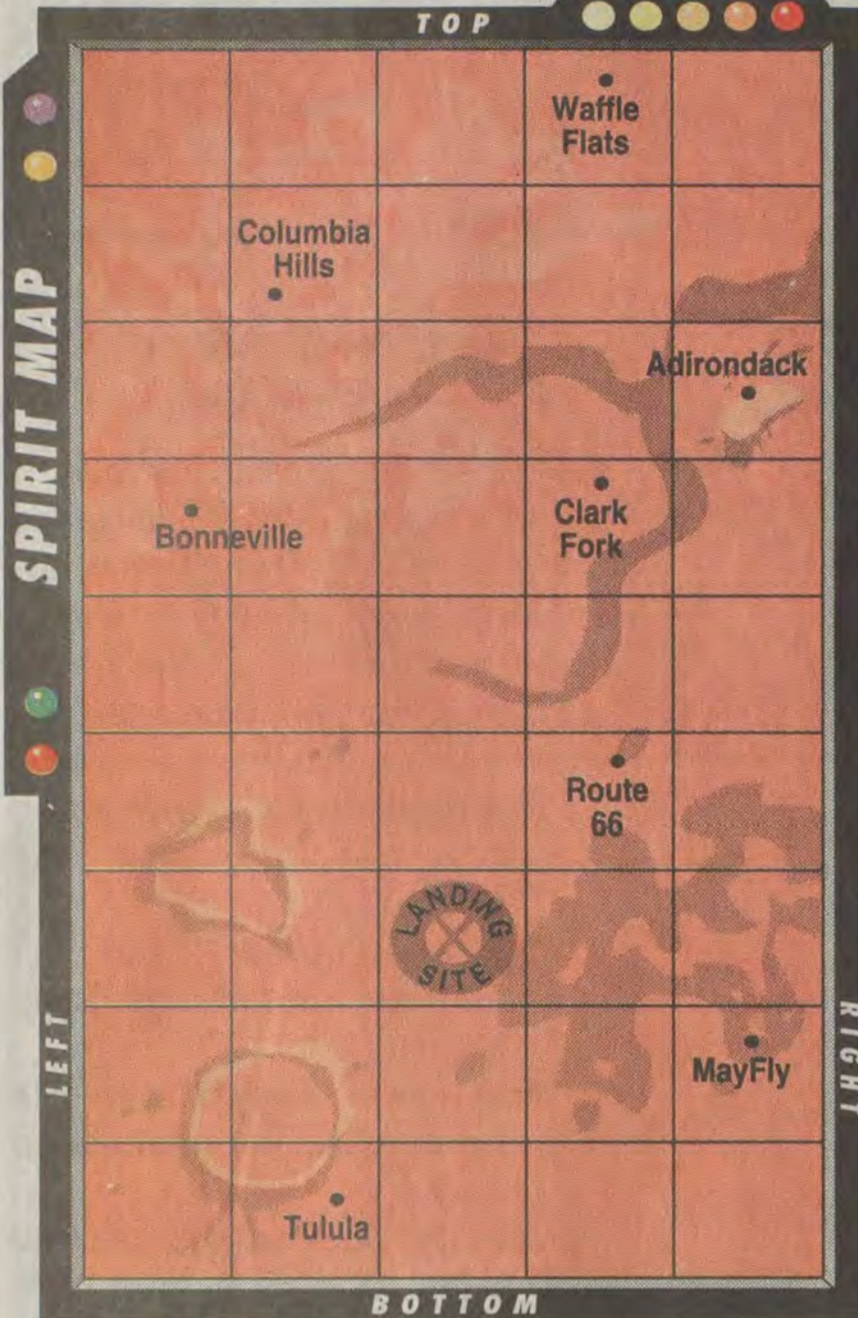 TOP
Waffle
Flats
Columbia
Hills
SPIRIT MAP
Adirondack
Bonneville
Clark
Fork
Route
66
LANDING
SITE
LEFT
RIGHT
MayFly
Tulula
BOTTOM